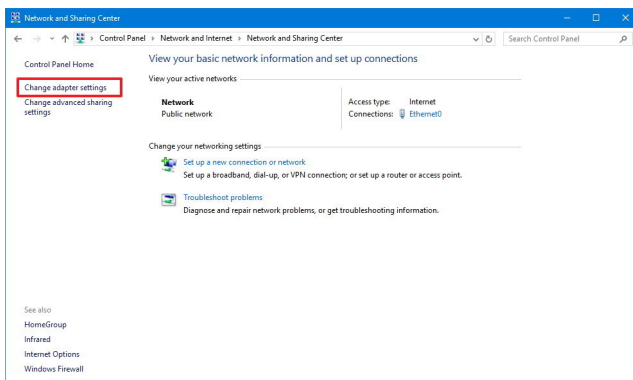 Network and Sharing Center
Control Panel > Network and Internet > Network and Sharing Center
Search Control Panel
Control Panel Home
Change adapter settings
Change advanced sharing
settings
View your basic network information and set up connections
View your active networks
Network
Public network
Access type: Internet
Connections: Ethernet0
Change your networking settings
Set up a new connection or network
Set up a broadband, dial-up, or VPN connection; or set up a router or access point.
Troubleshoot problems
Diagnose and repair network problems, or get troubleshooting information.
See also
HomeGroup
Infrared
Internet Options
Windows Firewall